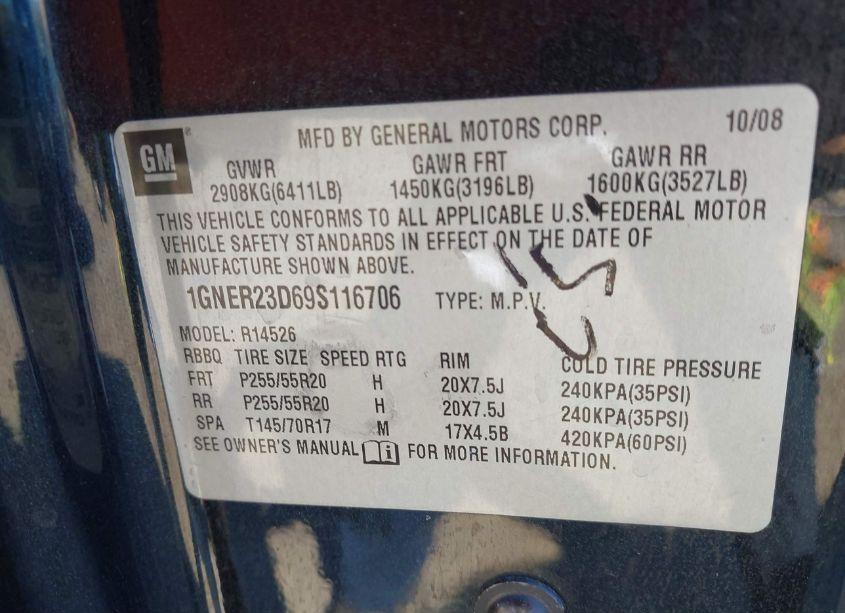 GM
MFD BY GENERAL MOTORS CORP. 10/08
GVWR GAWR FRT GAWR RR
2908KG(6411LB) 1450KG(3196LB) 1600KG(3527LB)
THIS VEHICLE CONFORMS TO ALL APPLICABLE U.S. FEDERAL MOTOR
VEHICLE SAFETY STANDARDS IN EFFECT ON THE DATE OF
MANUFACTURE SHOWN ABOVE.
1GNER23D69S116706 TYPE: M.P.V.
MODEL: R14526
RBBQ TIRE SIZE SPEED RTG RIM COLD TIRE PRESSURE
FRT P255/55R20 H 20X7.5J 240KPA(35PSI)
RR P255/55R20 H 20X7.5J 240KPA(35PSI)
SPA T145/70R17 M 17X4.5B 420KPA(60PSI)
SEE OWNER'S MANUAL i FOR MORE INFORMATION.